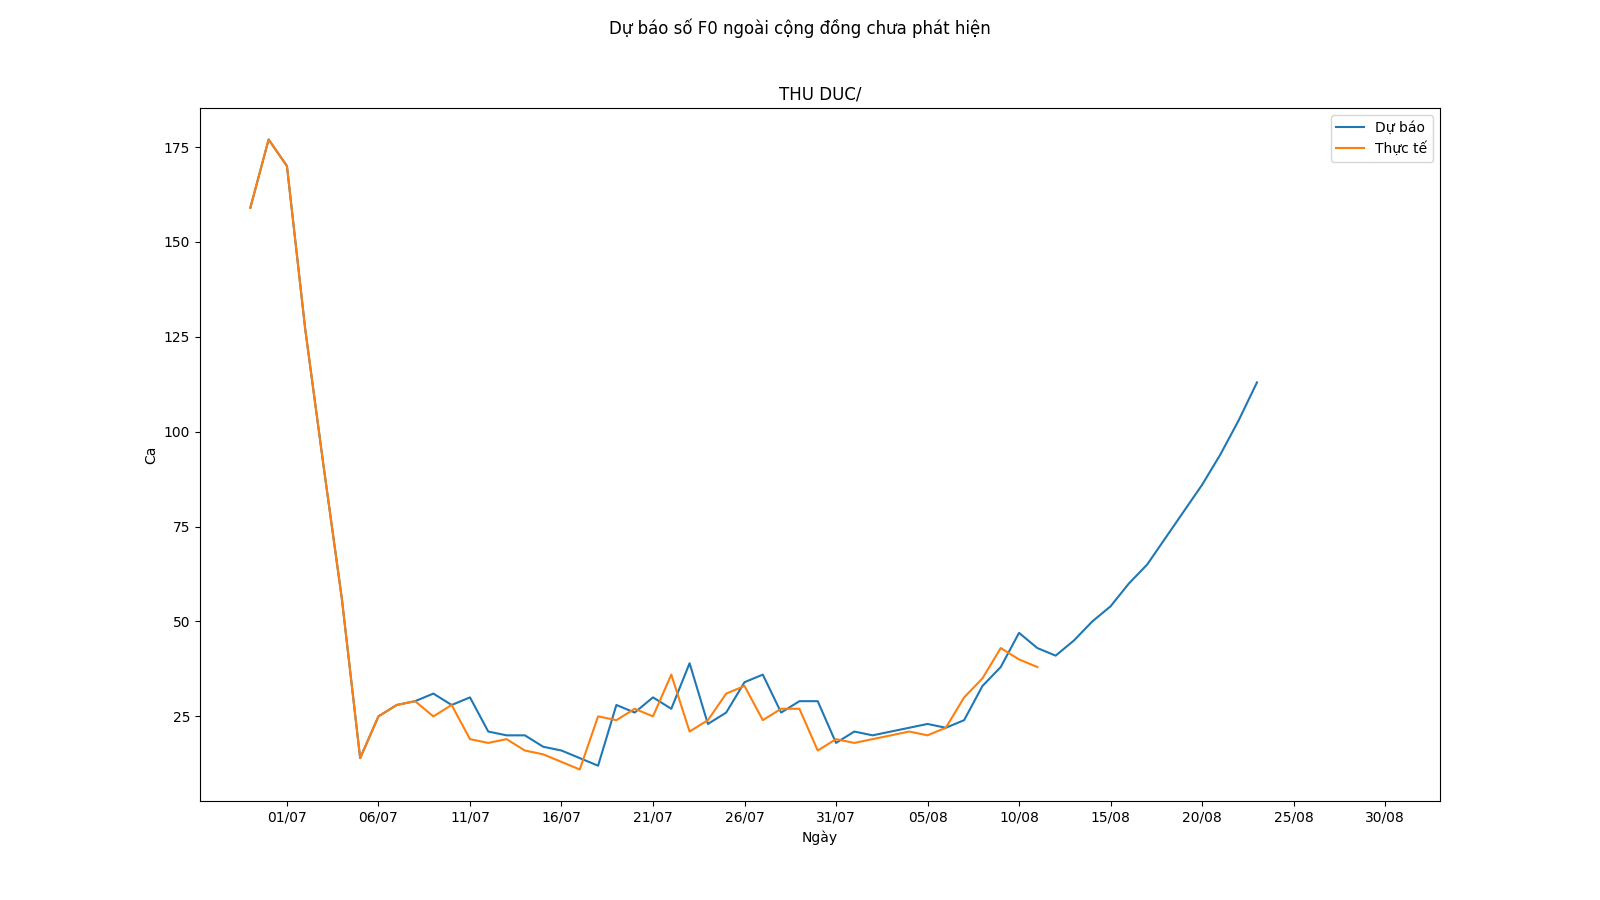 Dự báo số F0 ngoài cộng đồng chưa phát hiện
THU DUC/
Dự báo
Thực tế
175
150
125
100
75
50
25
Ca
01/07 06/07 11/07 16/07 21/07 26/07 31/07 05/08 10/08 15/08 20/08 25/08 30/08
Ngày